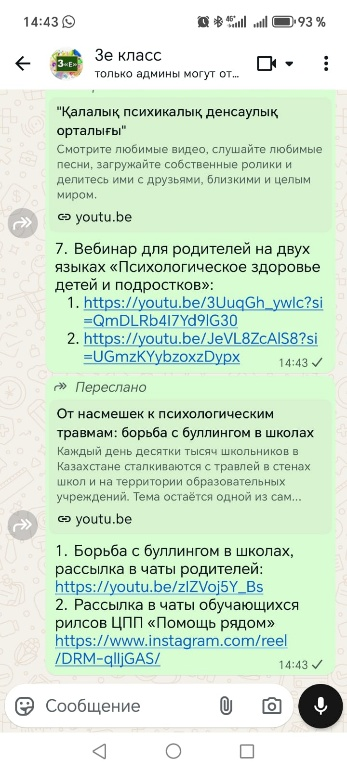 14:43
93 %
3 «Е»
3е класс
только админы могут от...
"Қалалық психикалық денсаулық
орталығы"
Смотрите любимые видео, слушайте любимые
песни, загружайте собственные ролики и
делитесь ими с друзьями, близкими и целым
миром.
youtu.be
7. Вебинар для родителей на двух
языках «Психологическое здоровье
детей и подростков»:
1. https://youtu.be/3UuqGh_ywIc?si
=QmDLRb4I7Yd9lG30
2. https://youtu.be/JeVL8ZcAlS8?si
=UGmzKYybzoxzDypx
14:43
Переслано
От насмешек к психологическим
травмам: борьба с буллингом в школах
Каждый день десятки тысяч школьников в
Казахстане сталкиваются с травлей в стенах
школ и на территории образовательных
учреждений. Тема остаётся одной из сам...
youtu.be
1. Борьба с буллингом в школах,
рассылка в чаты родителей:
https://youtu.be/zIZVoj5Y_Bs
2. Рассылка в чаты обучающихся
рилсов ЦПП «Помощь рядом»
https://www.instagram.com/reel
/DRM-qlIjGAS/
14:43
Сообщение